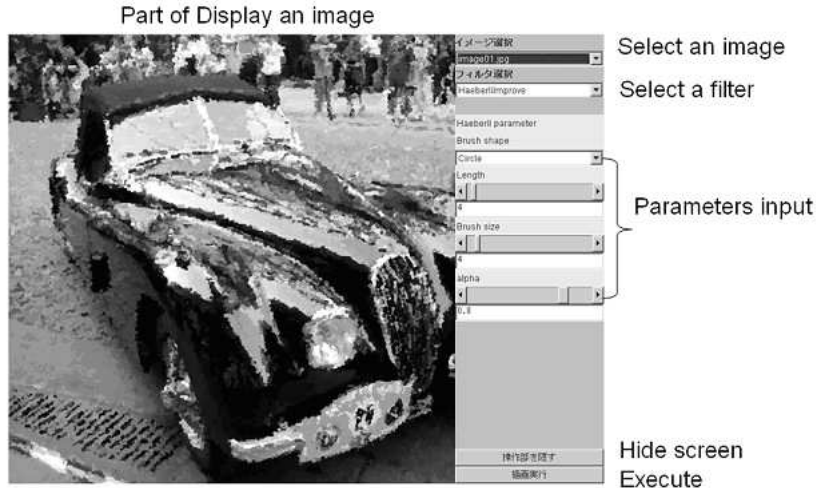 Part of Display an image
イメージ選択
Select an image
image01.jpg
フィルタ選択
Select a filter
HaeberliImprove
Haeberli parameter
Brush shape
Circle
Length
4
Parameters input
Brush size
4
alpha
0.8
操作部を隠す
Hide screen
描画実行
Execute